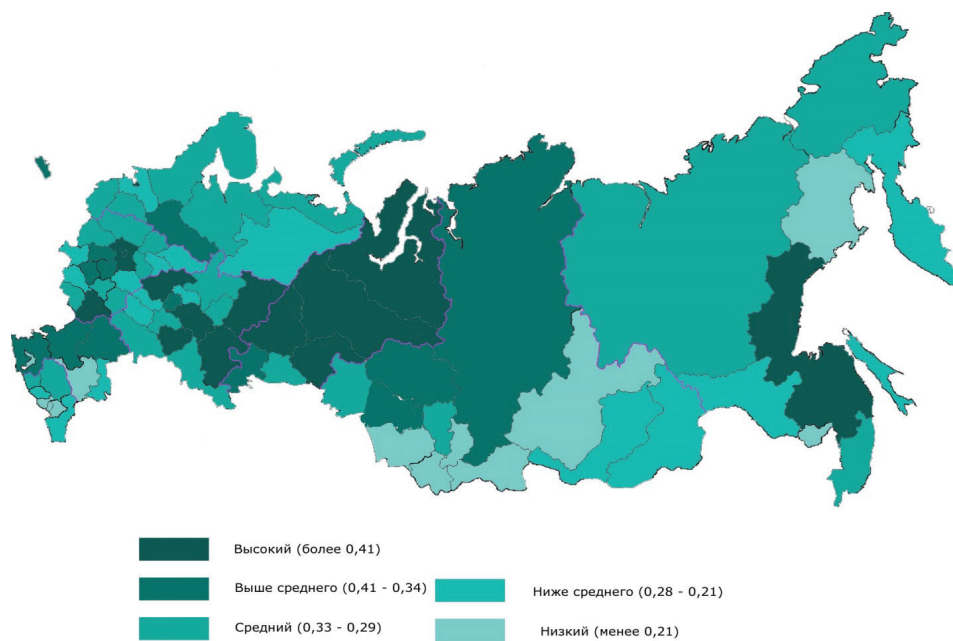 Высокий (более 0,41)
Выше среднего (0,41 - 0,34)
Средний (0,33 - 0,29)
Ниже среднего (0,28 - 0,21)
Низкий (менее 0,21)